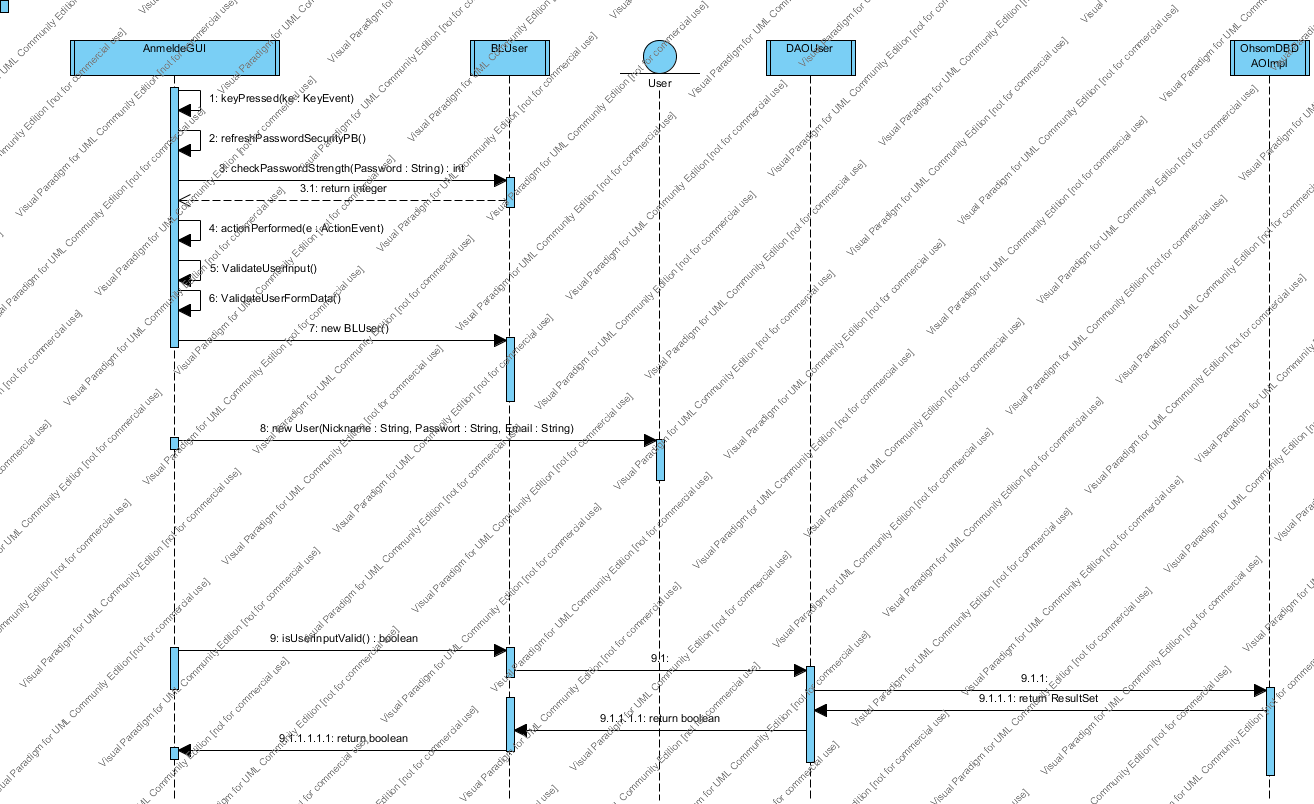 AnmeldeGUI
BLUser
User
DAOUser
OhsomDBD
AOImpl
1: keyPressed(ke : KeyEvent)
2: refreshPasswordSecurityPB()
3: checkPasswordStrength(Password : String) : int
3.1: return integer
4: actionPerformed(e : ActionEvent)
5: ValidateUserInput()
6: ValidateUserFormData()
7: new BLUser()
8: new User(Nickname : String, Passwort : String, Email : String)
9: isUserinputValid() : boolean
9.1:
9.1.1:
9.1.1.1: return ResultSet
9.1.1.1.1: return boolean
9.1.1.1.1.1: return boolean
Visual Paradigm for UML Community Edition [not for commercial use]